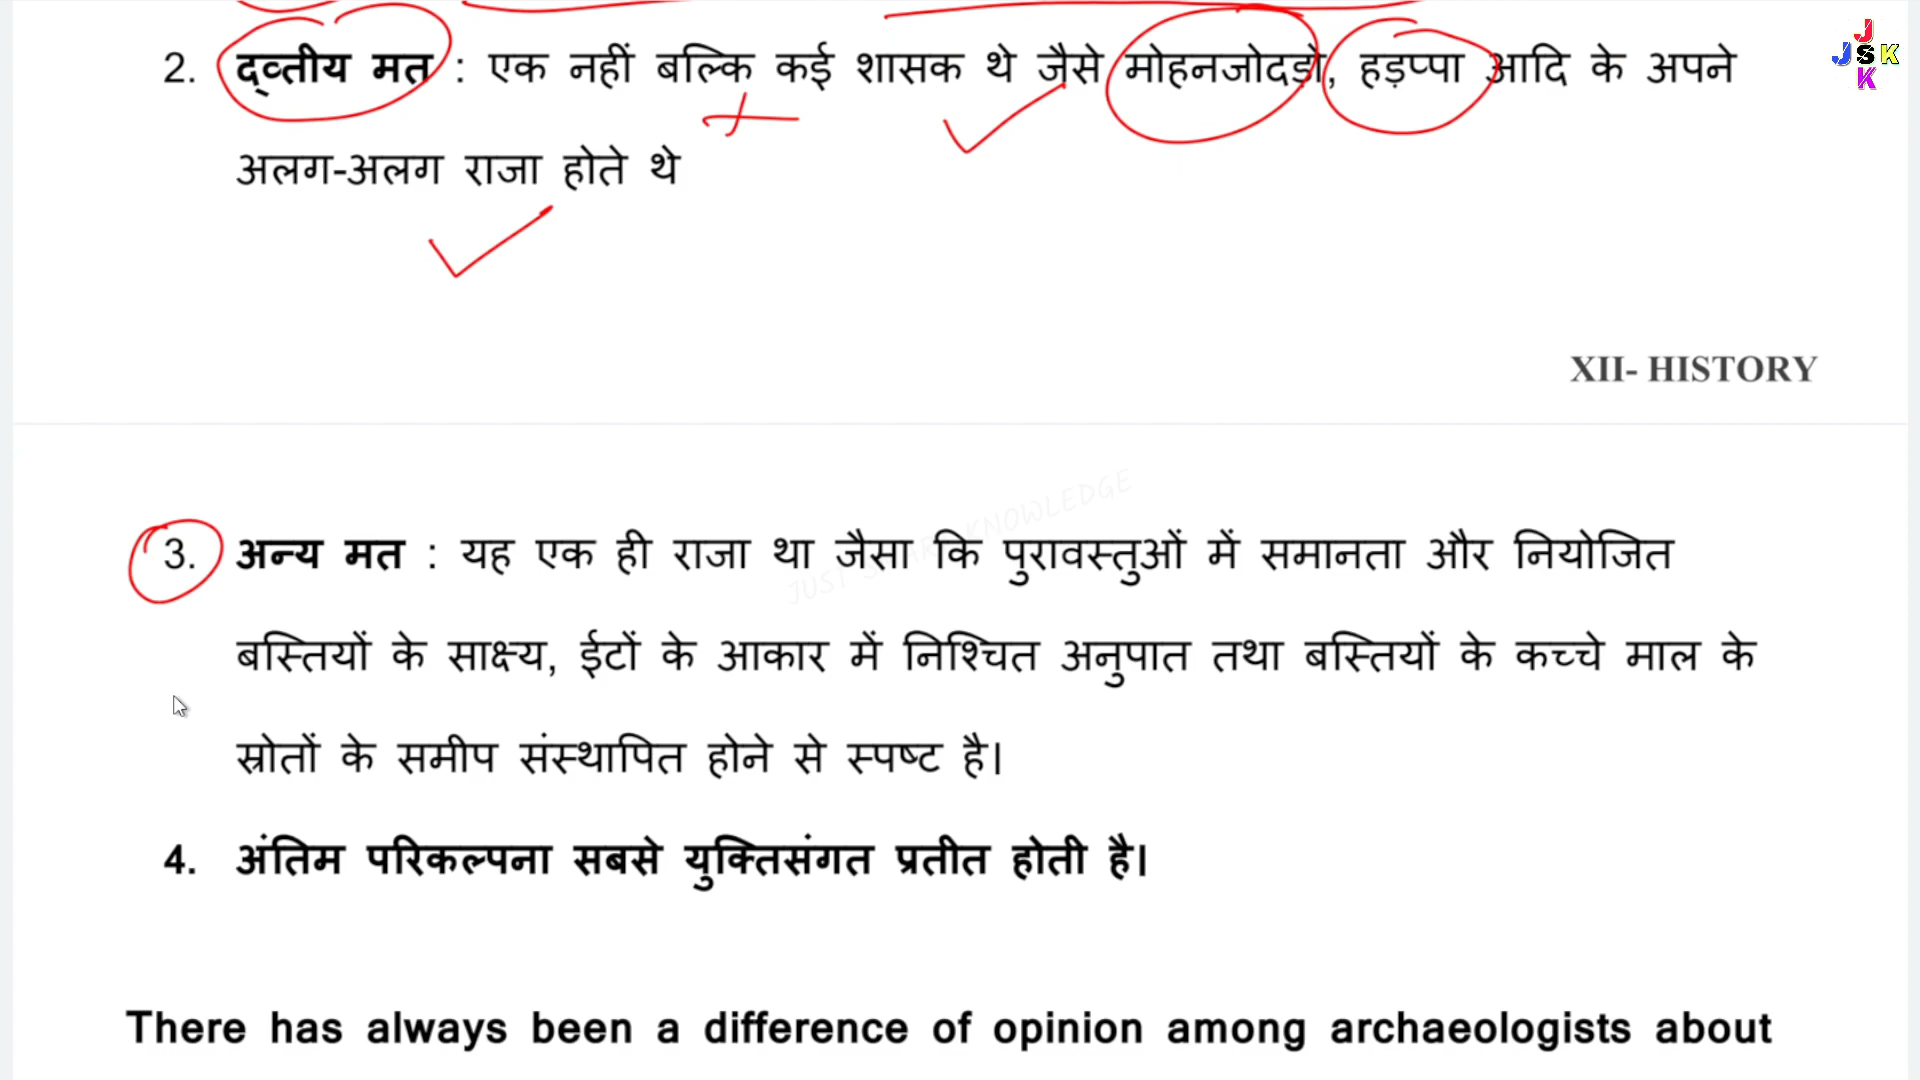 2. द्व्तीय मत : एक नहीं बल्कि कई शासक थे जैसे मोहनजोदड़ो, हड़प्पा आदि के अपने
अलग-अलग राजा होते थे
J
JSK
K
XII- HISTORY
3. अन्य मत : यह एक ही राजा था जैसा कि पुरावस्तुओं में समानता और नियोजित
बस्तियों के साक्ष्य, ईटों के आकार में निश्चित अनुपात तथा बस्तियों के कच्चे माल के
स्रोतों के समीप संस्थापित होने से स्पष्ट है।
4. अंतिम परिकल्पना सबसे युक्तिसंगत प्रतीत होती है।
There has always been a difference of opinion among archaeologists about